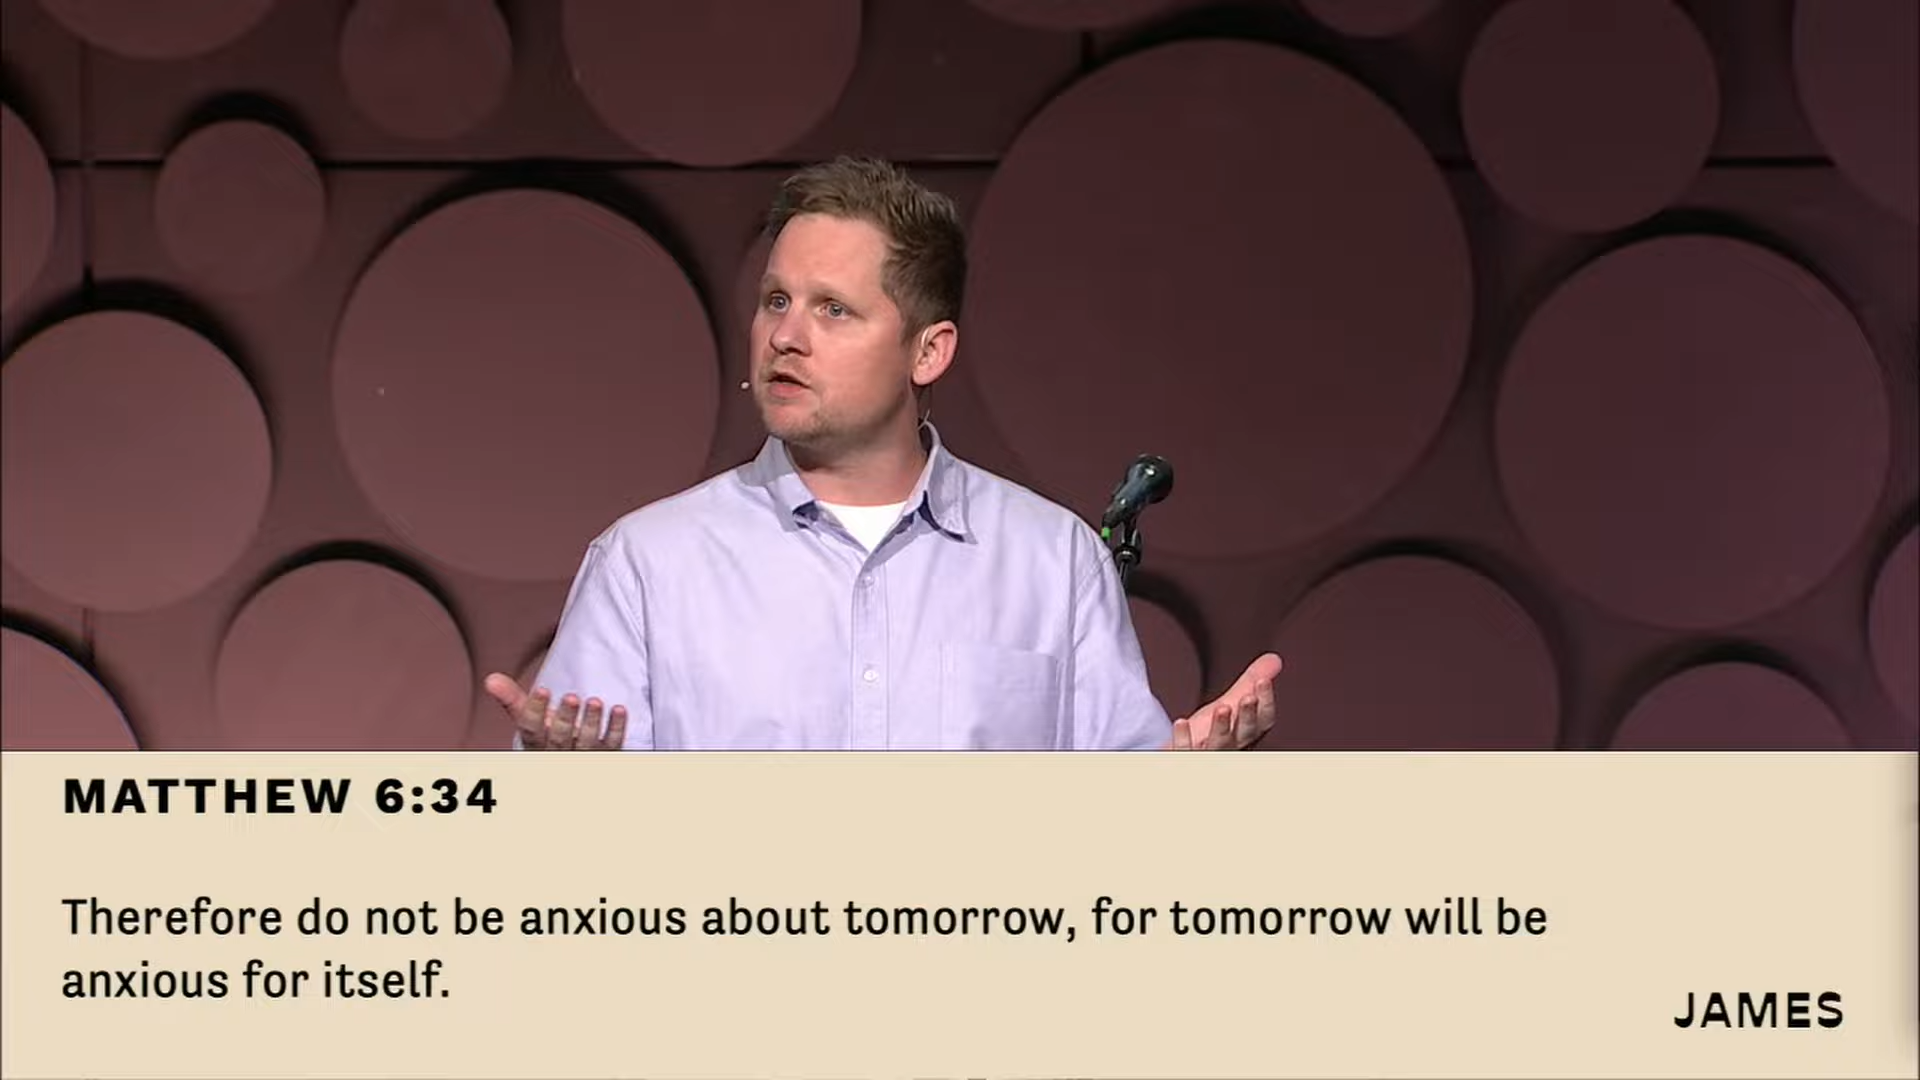 MATTHEW 6:34
Therefore do not be anxious about tomorrow, for tomorrow will be
anxious for itself.
JAMES